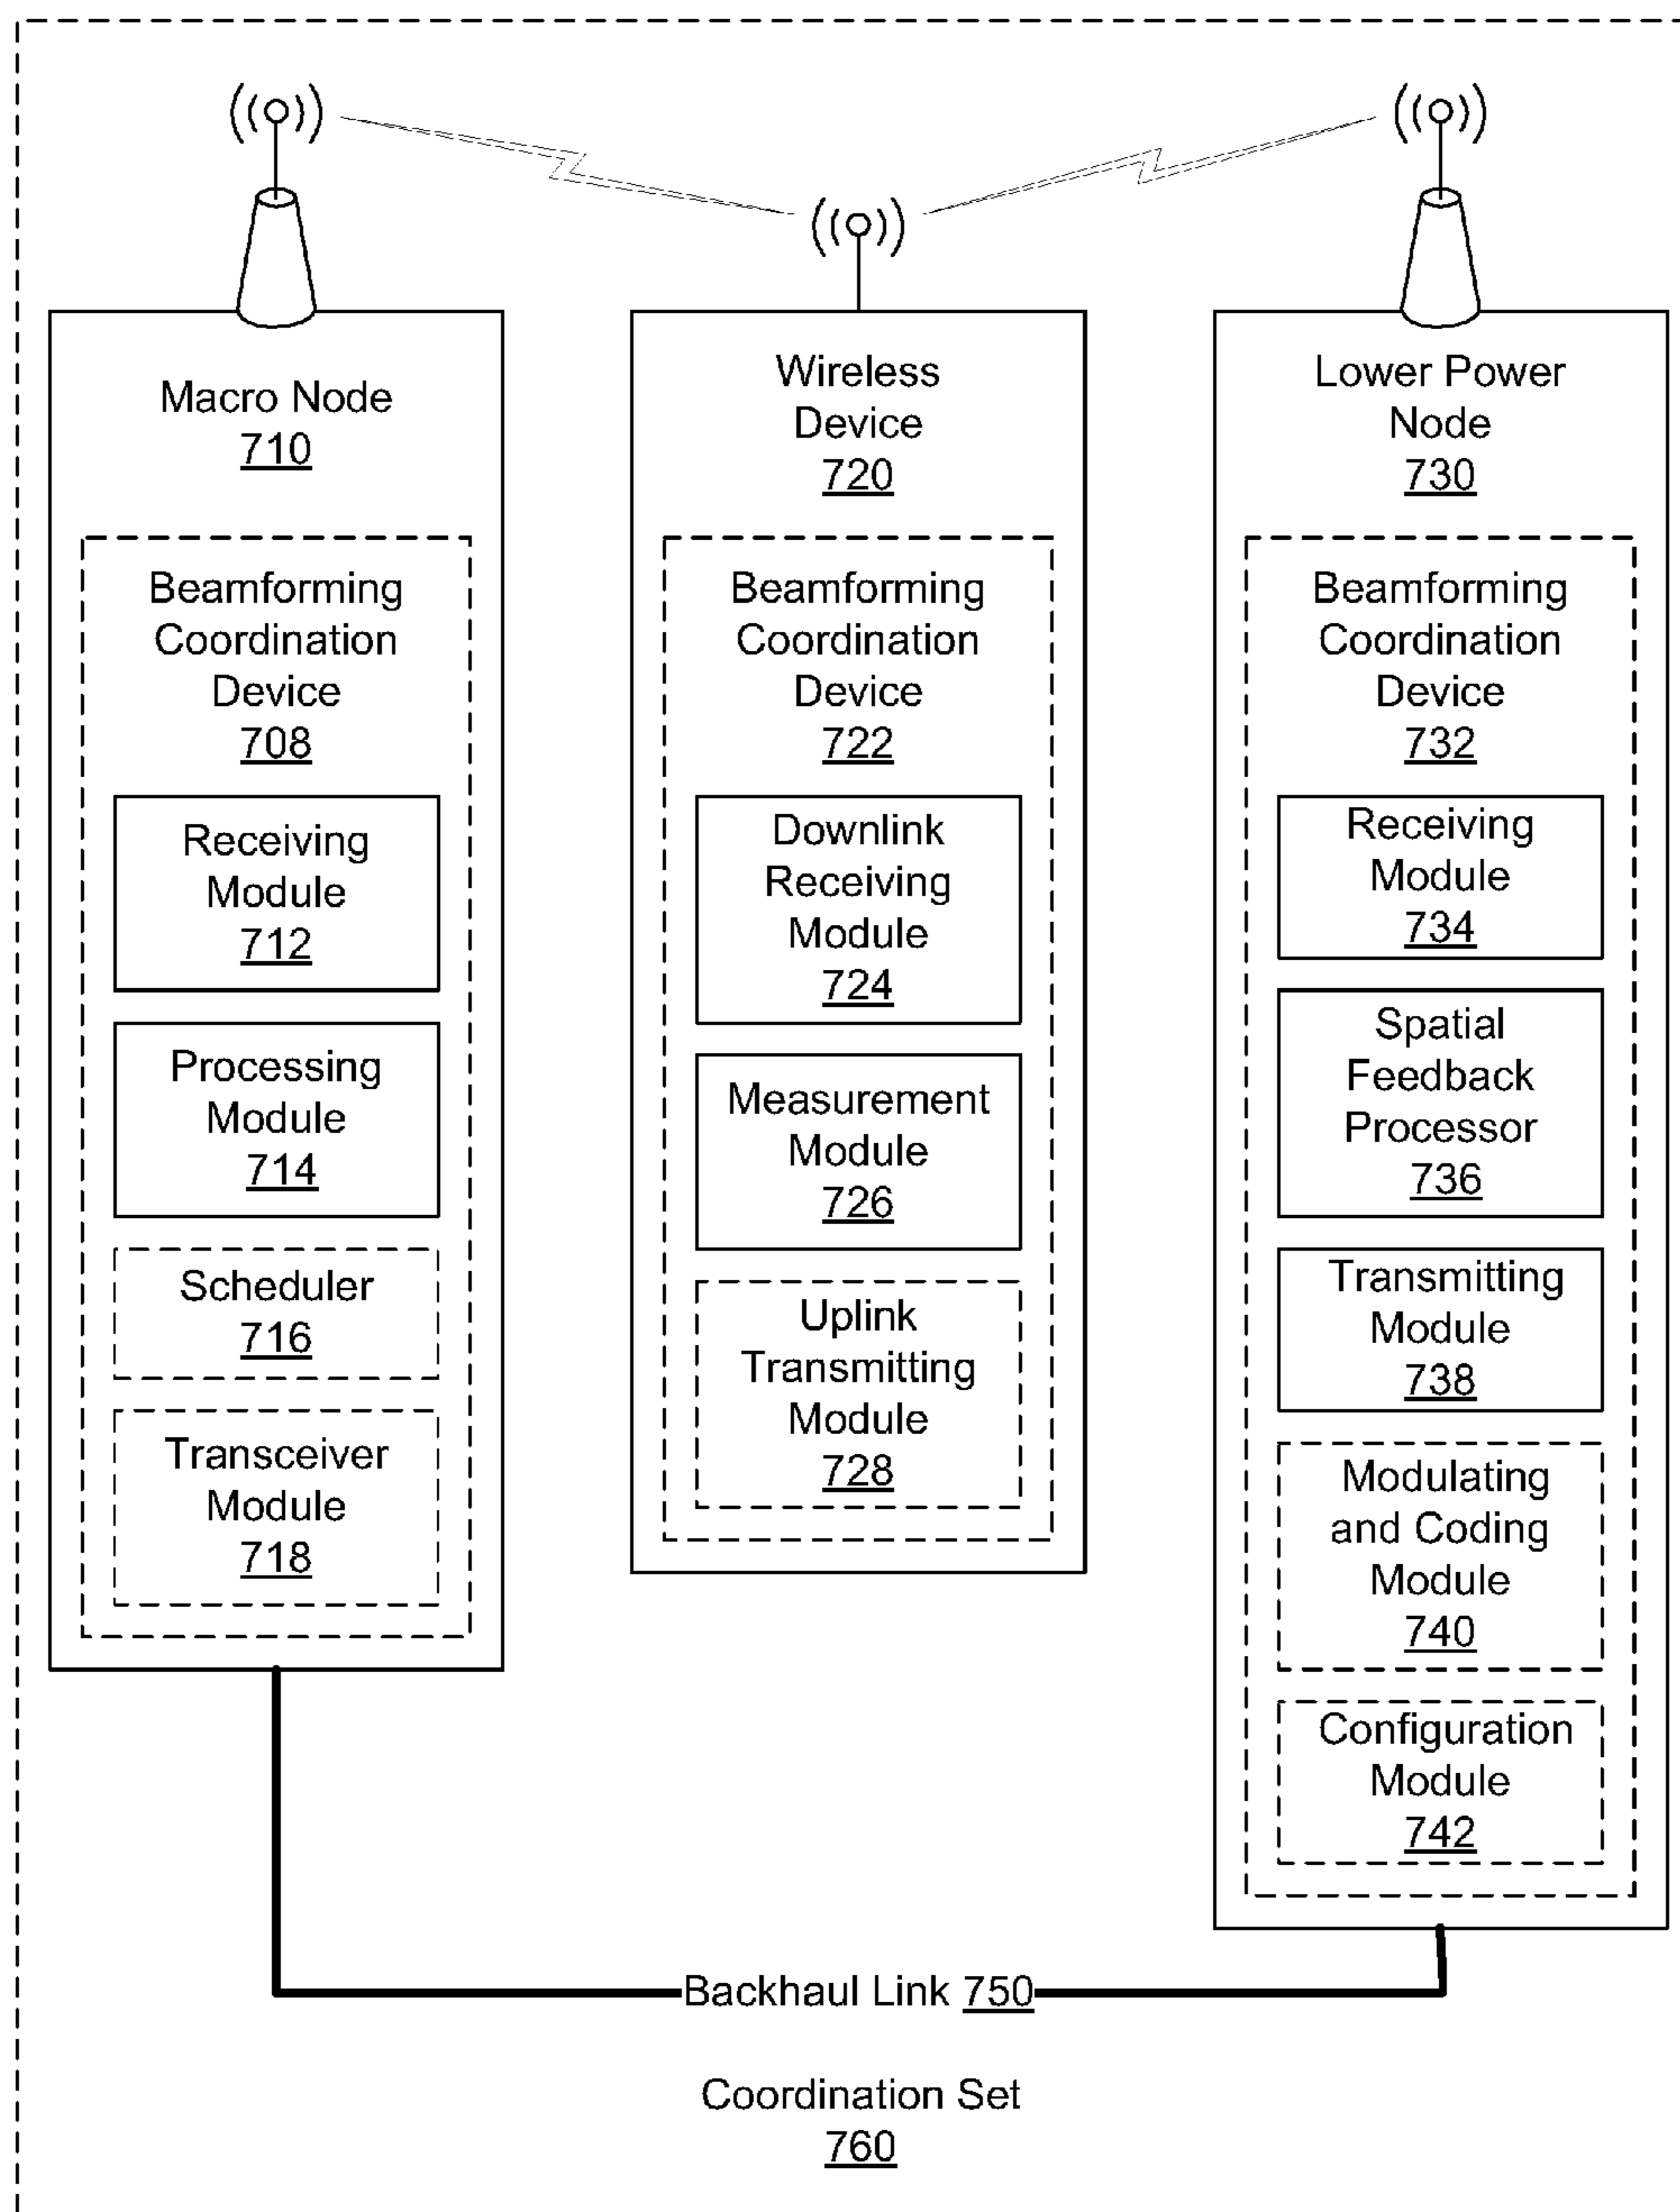 Macro Node
710
Beamforming
Coordination
Device
708
Receiving
Module
712
Processing
Module
714
Scheduler
716
Transceiver
Module
718
Wireless
Device
720
Beamforming
Coordination
Device
722
Downlink
Receiving
Module
724
Measurement
Module
726
Uplink
Transmitting
Module
728
Lower Power
Node
730
Beamforming
Coordination
Device
732
Receiving
Module
734
Spatial
Feedback
Processor
736
Transmitting
Module
738
Modulating
and Coding
Module
740
Configuration
Module
742
Backhaul Link 750
Coordination Set
760